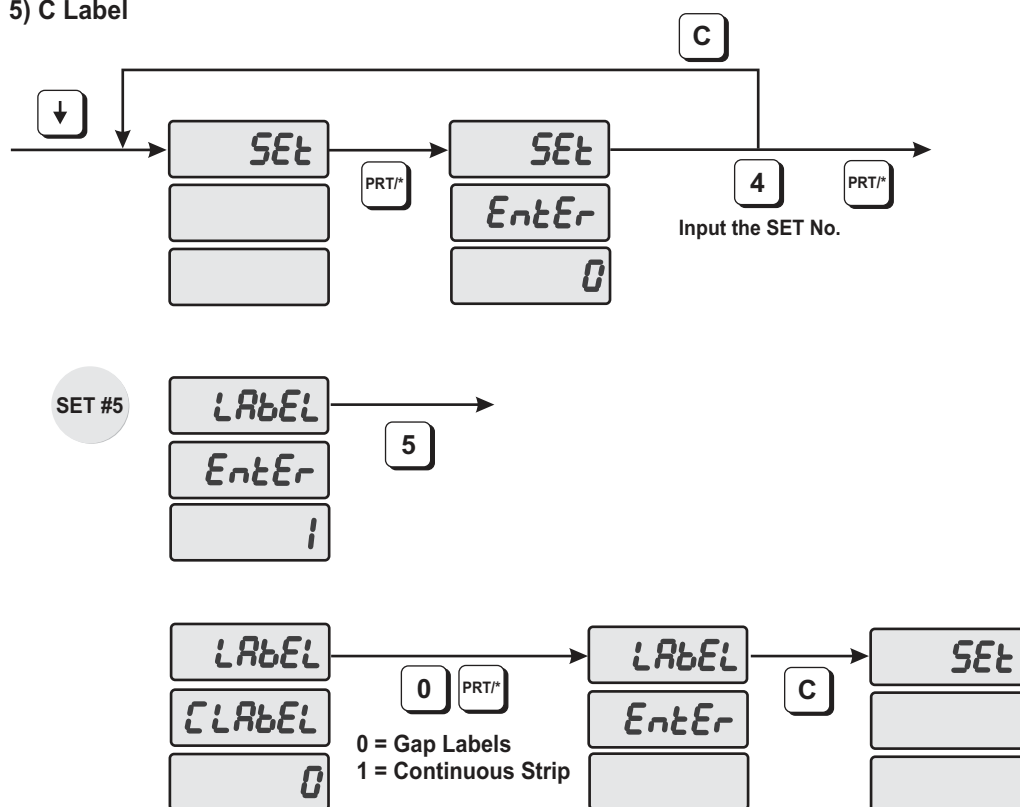 5) C Label
C
↓
SEt
SEt
PRT/*
4
PRT/*
EntEr
Input the SET No.
0
SET #5
LAbEL
5
EntEr
1
LAbEL
LAbEL
SEt
0
PRT/*
C
CLAbEL
EntEr
0 = Gap Labels
1 = Continuous Strip
0